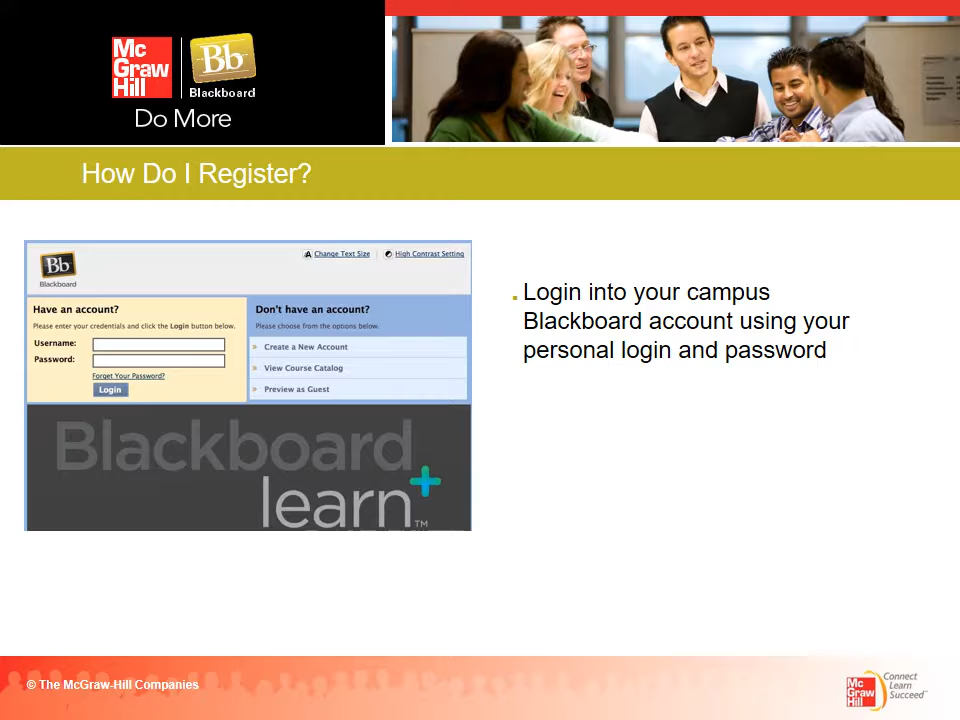 Mc
Graw
Hill
Bb
Blackboard
Do More
How Do I Register?
Bb
Blackboard
Change Text Size
High Contrast Setting
Have an account?
Please enter your credentials and click the Login button below.
Username:
Password:
Forget Your Password?
Login
Don't have an account?
Please choose from the options below.
Create a New Account
View Course Catalog
Preview as Guest
Blackboard
learn+™
Login into your campus
Blackboard account using your
personal login and password
© The McGraw-Hill Companies
Mc
Graw
Hill
Connect
Learn
Succeed™